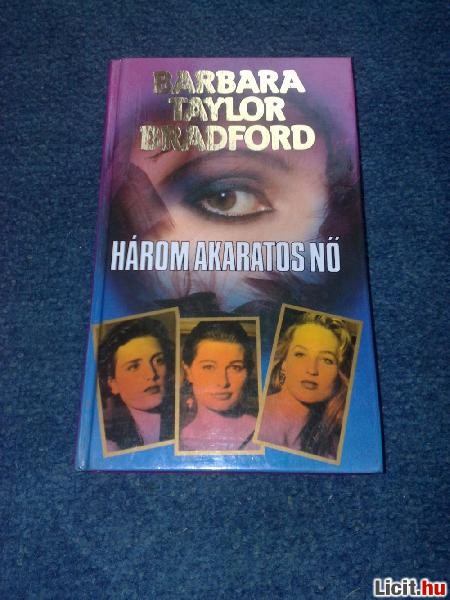 BARBARA
TAYLOR
BRADFORD
HÁROM AKARATOS NŐ
Licit.hu